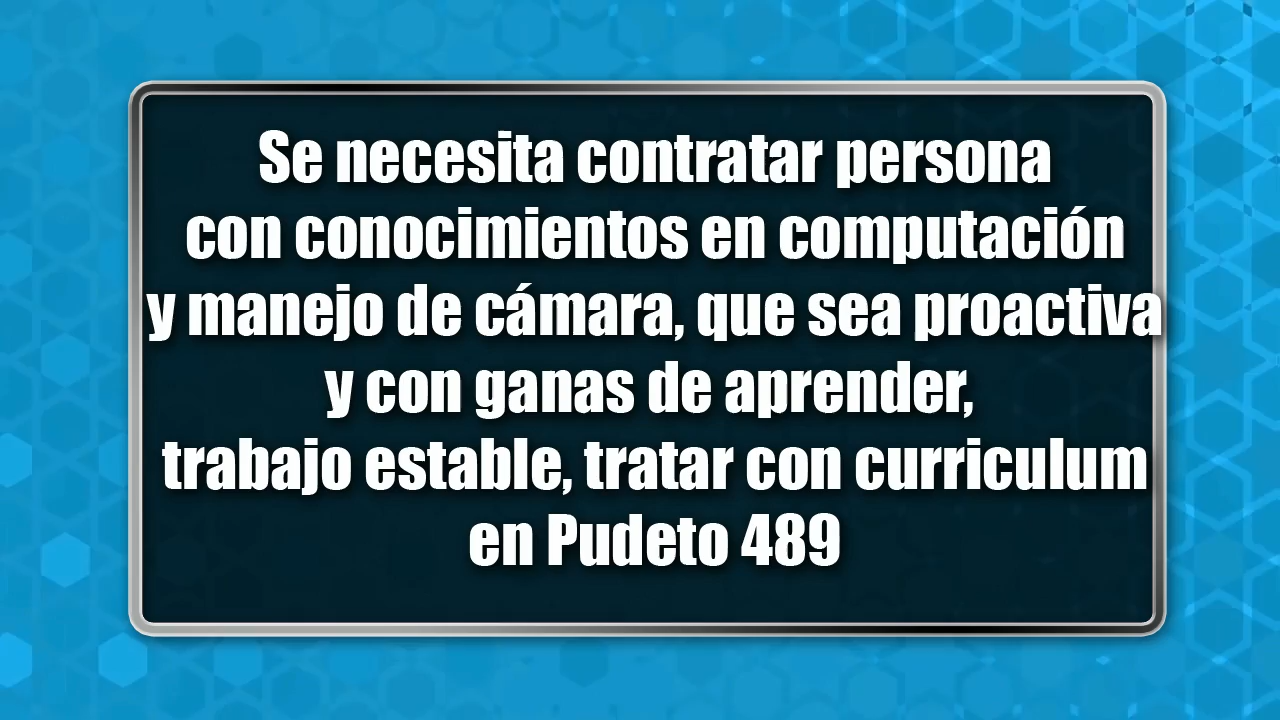 Se necesita contratar persona
con conocimientos en computación
y manejo de cámara, que sea proactiva
y con ganas de aprender,
trabajo estable, tratar con curriculum
en Pudeto 489